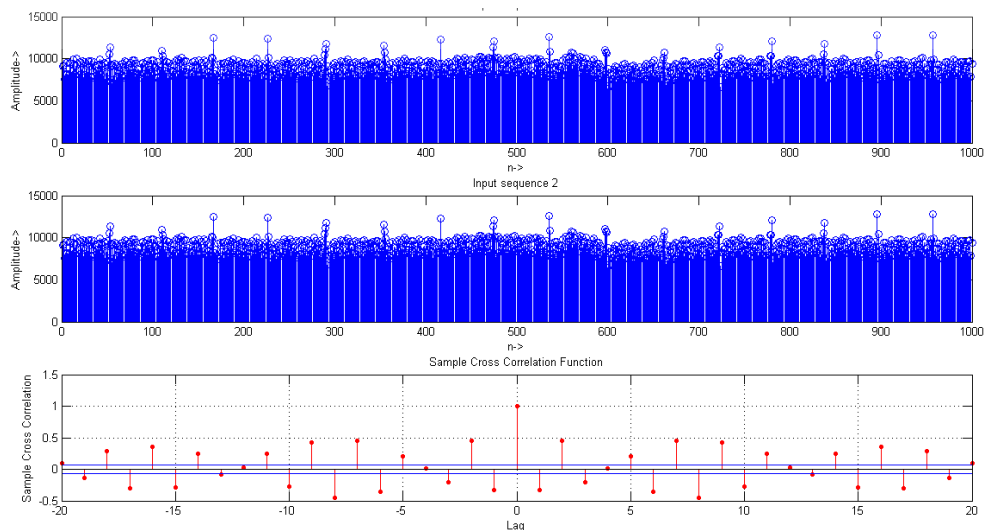 15000
10000
5000
0
Amplitude->
0 100 200 300 400 500 600 700 800 900 1000
n->
Input sequence 2
15000
10000
5000
0
Amplitude->
0 100 200 300 400 500 600 700 800 900 1000
n->
Sample Cross Correlation Function
1.5
1
0.5
0
-0.5
Sample Cross Correlation
-20 -15 -10 -5 0 5 10 15 20
Lag